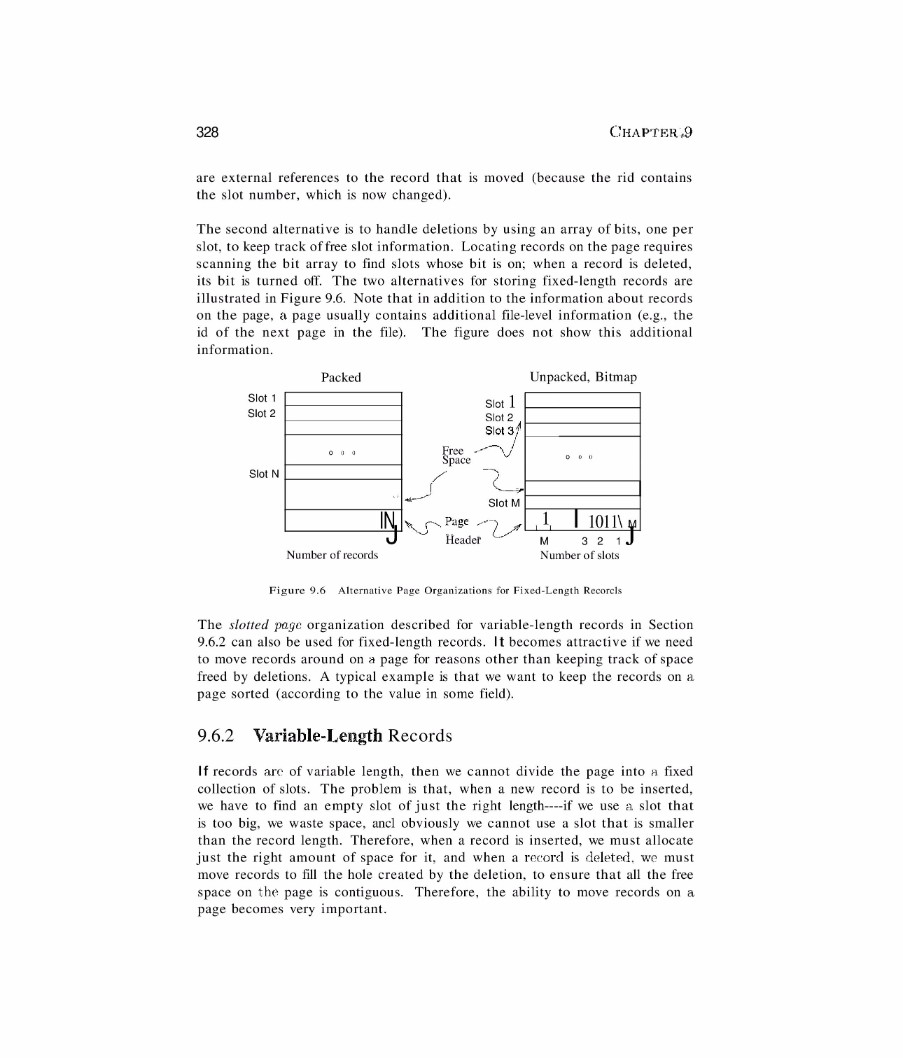 328 CHAPTER 9
are external references to the record that is moved (because the rid contains
the slot number, which is now changed).
The second alternative is to handle deletions by using an array of bits, one per
slot, to keep track of free slot information. Locating records on the page requires
scanning the bit array to find slots whose bit is on; when a record is deleted,
its bit is turned off. The two alternatives for storing fixed-length records are
illustrated in Figure 9.6. Note that in addition to the information about records
on the page, a page usually contains additional file-level information (e.g., the
id of the next page in the file). The figure does not show this additional
information.
Packed Unpacked, Bitmap
Slot 1
Slot 2
Slot N
N
Number of records
Free
Space
Page
Header
Slot 1
Slot 2
Slot 3
Slot M
1 1011 M
M 3 2 1
Number of slots
Figure 9.6 Alternative Page Organizations for Fixed-Length Recorcls
The slotted page organization described for variable-length records in Section
9.6.2 can also be used for fixed-length records. It becomes attractive if we need
to move records around on a page for reasons other than keeping track of space
freed by deletions. A typical example is that we want to keep the records on a
page sorted (according to the value in some field).
9.6.2 Variable-Length Records
If records are of variable length, then we cannot divide the page into a fixed
collection of slots. The problem is that, when a new record is to be inserted,
we have to find an empty slot of just the right length----if we use a slot that
is too big, we waste space, ancl obviously we cannot use a slot that is smaller
than the record length. Therefore, when a record is inserted, we must allocate
just the right amount of space for it, and when a record is deleted, we must
move records to fill the hole created by the deletion, to ensure that all the free
space on the page is contiguous. Therefore, the ability to move records on a
page becomes very important.